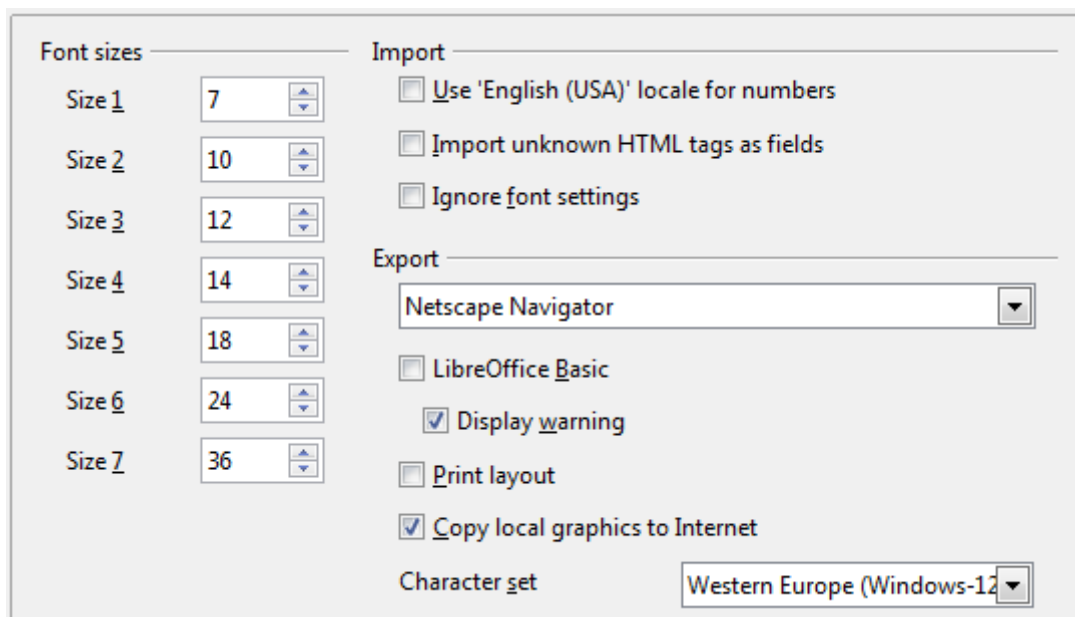 Font sizes
Size 1 7
Size 2 10
Size 3 12
Size 4 14
Size 5 18
Size 6 24
Size 7 36
Import
Use 'English (USA)' locale for numbers
Import unknown HTML tags as fields
Ignore font settings
Export
Netscape Navigator
LibreOffice Basic
Display warning
Print layout
Copy local graphics to Internet
Character set Western Europe (Windows-12